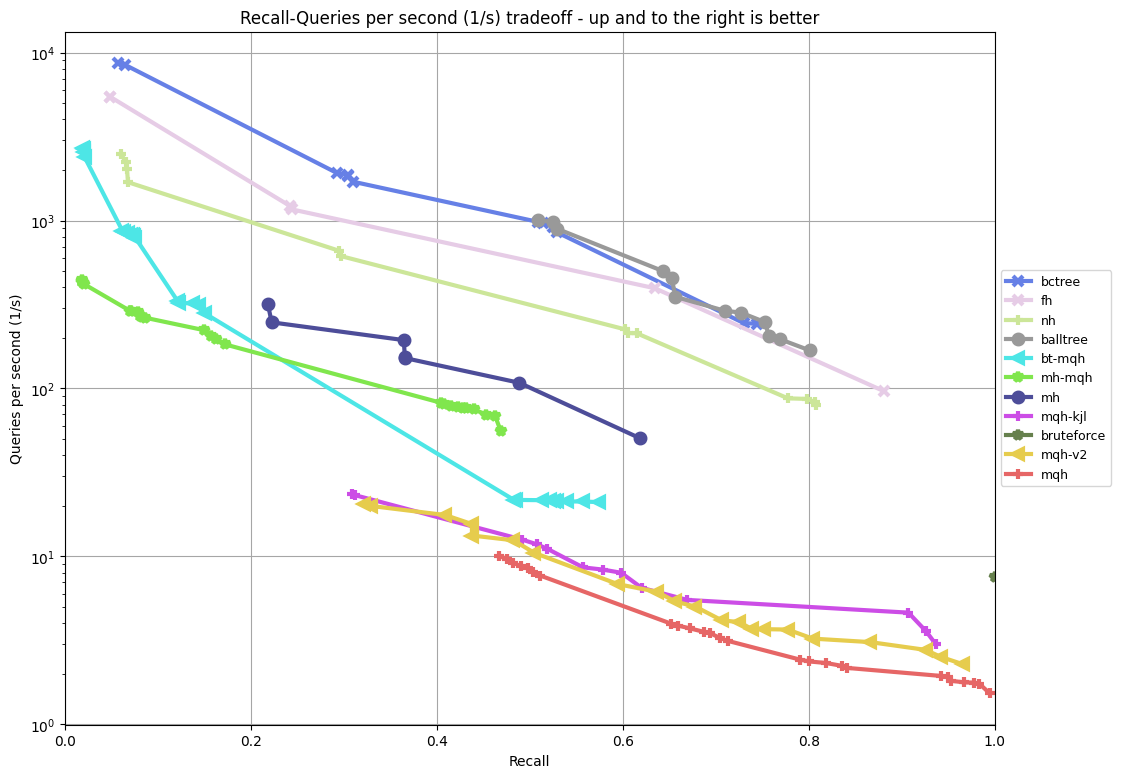 Recall-Queries per second (1/s) tradeoff - up and to the right is better
Queries per second (1/s)
10⁴
10³
10²
10¹
10⁰
0.0 0.2 0.4 0.6 0.8 1.0
Recall
bctree
fh
nh
balltree
bt-mqh
mh-mqh
mh
mqh-kjl
bruteforce
mqh-v2
mqh